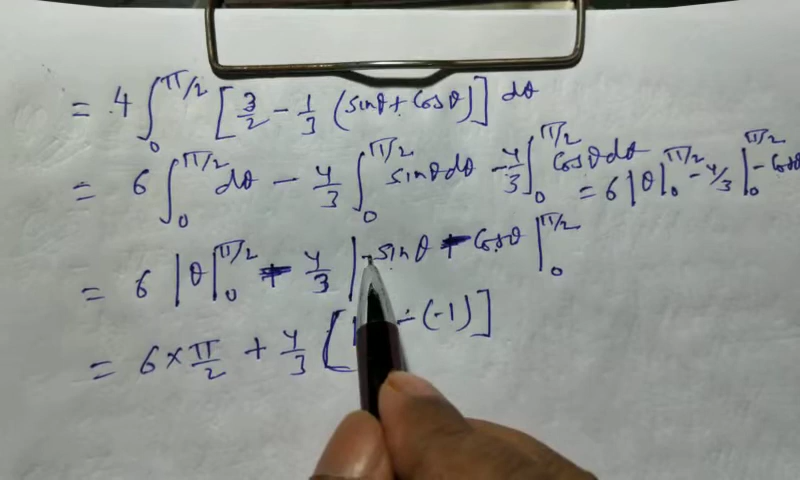 = 4 ∫₀^π/2 [3/2 - 1/3 (sinθ + cosθ)] dθ
= 6 ∫₀^π/2 dθ - 4/3 ∫₀^π/2 sinθ dθ - 4/3 ∫₀^π/2 cosθ dθ = 6 |θ|₀^π/2 - 4/3 |₀^π/2 - cosθ
= 6 |θ|₀^π/2 + 4/3 | - sinθ + cosθ |₀^π/2
= 6 × π/2 + 4/3 [ - (-1)]